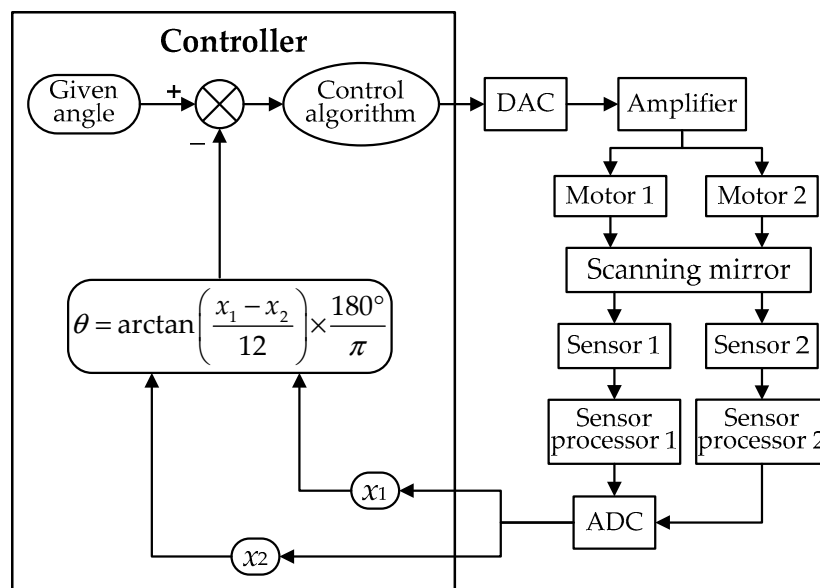 Controller
Given
angle
+
−
Control
algorithm
DAC
Amplifier
Motor 1
Motor 2
Scanning mirror
θ = arctan((x₁ − x₂)/12) × 180°/π
Sensor 1
Sensor 2
Sensor
processor 1
Sensor
processor 2
x1
x2
ADC